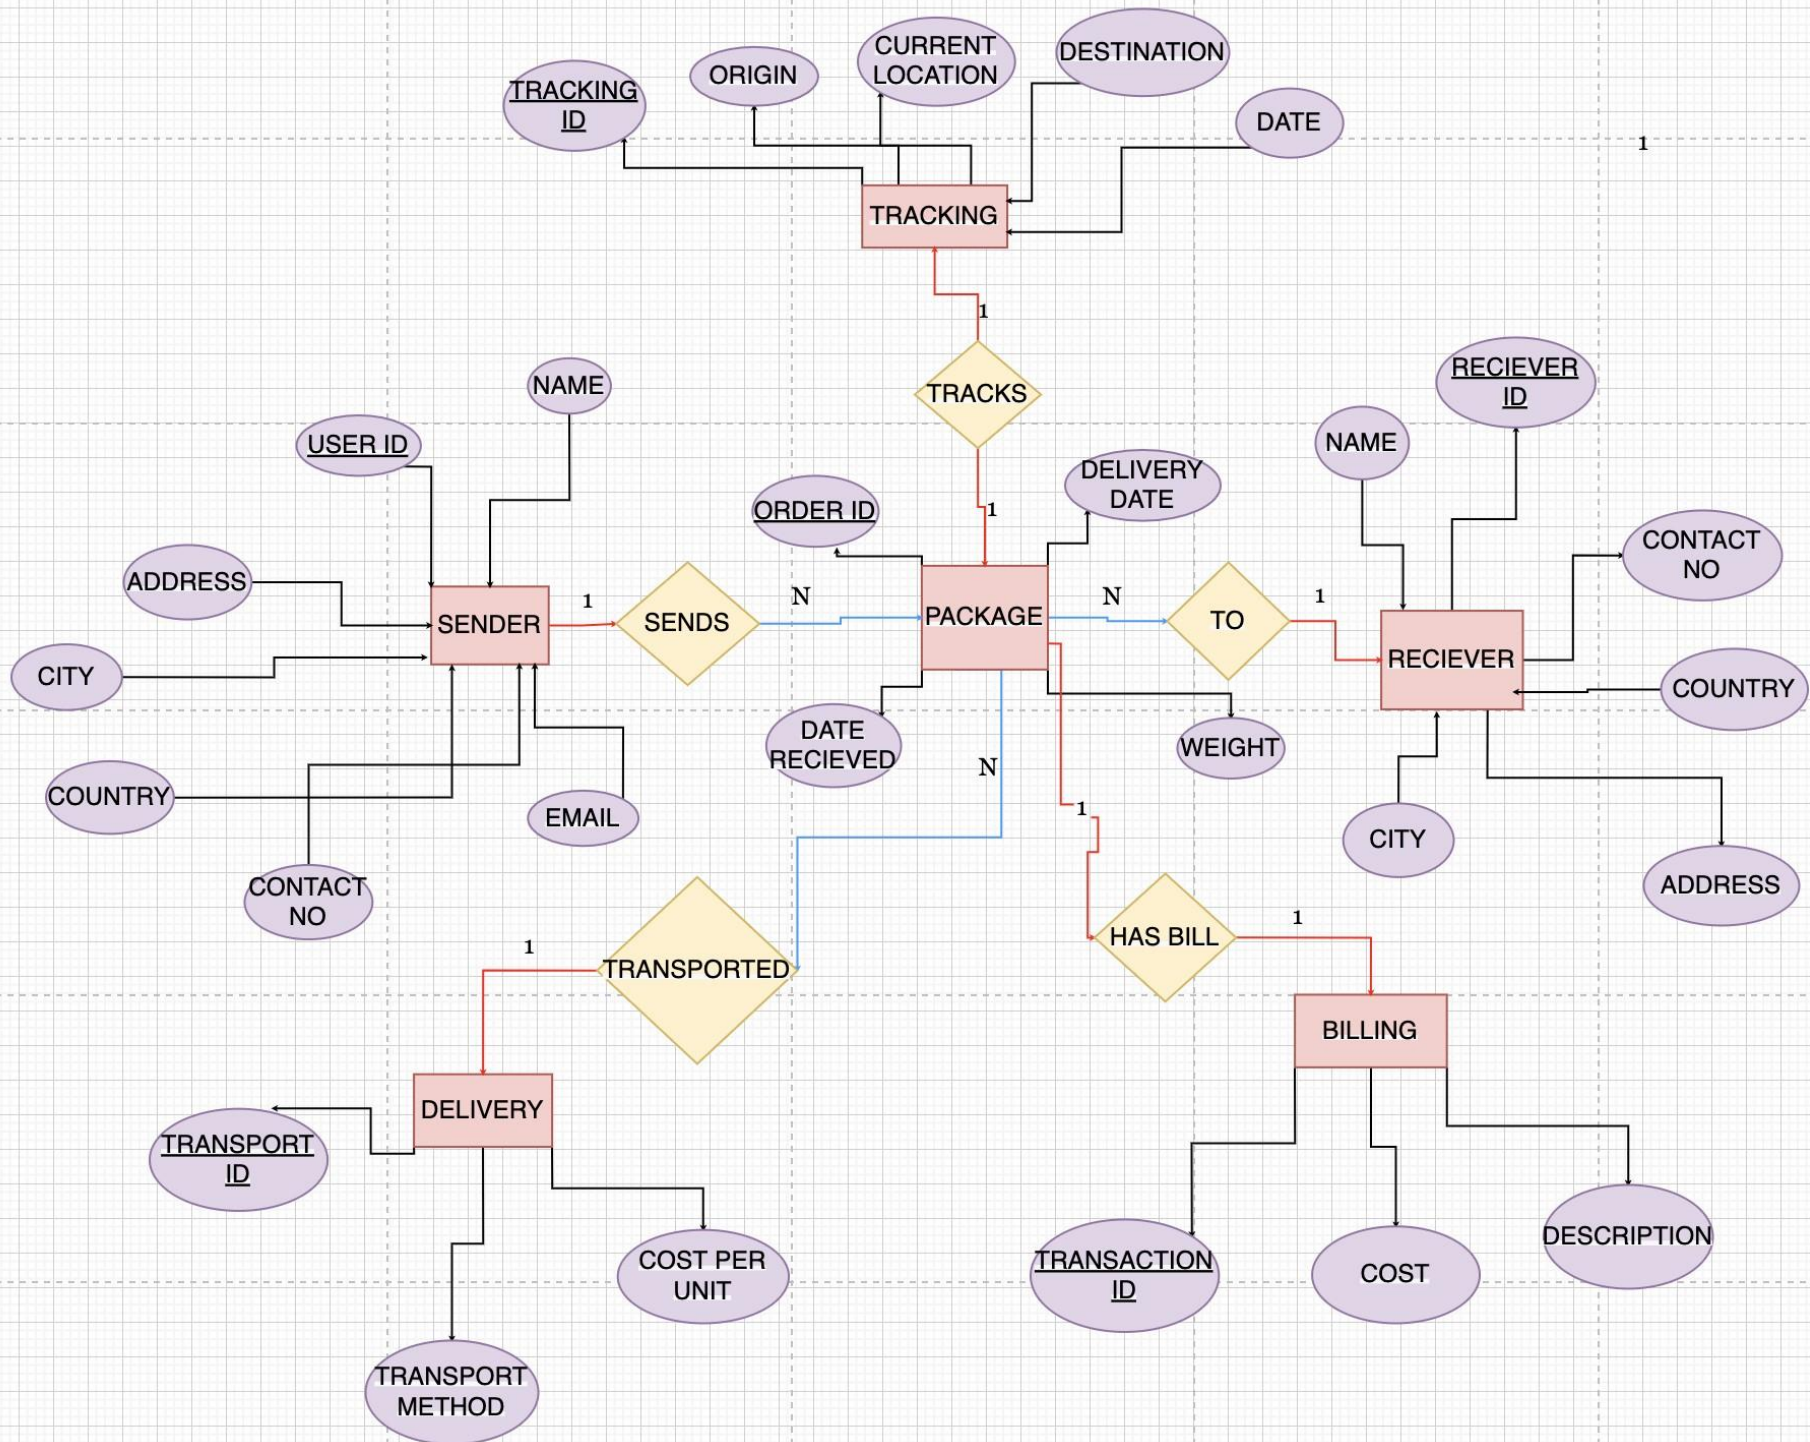 DESTINATION
CURRENT
LOCATION
ORIGIN
TRACKING
ID
DATE
1
TRACKING
1
TRACKS
RECIEVER
ID
NAME
NAME
USER ID
DELIVERY
DATE
ORDER ID
1
CONTACT
NO
ADDRESS
SENDER
1
SENDS
N
PACKAGE
N
TO
1
RECIEVER
CITY
COUNTRY
DATE
RECIEVED
WEIGHT
N
COUNTRY
EMAIL
1
CITY
CONTACT
NO
ADDRESS
1
TRANSPORTED
HAS BILL
1
BILLING
DELIVERY
TRANSPORT
ID
COST PER
UNIT
TRANSACTION
ID
COST
DESCRIPTION
TRANSPORT
METHOD